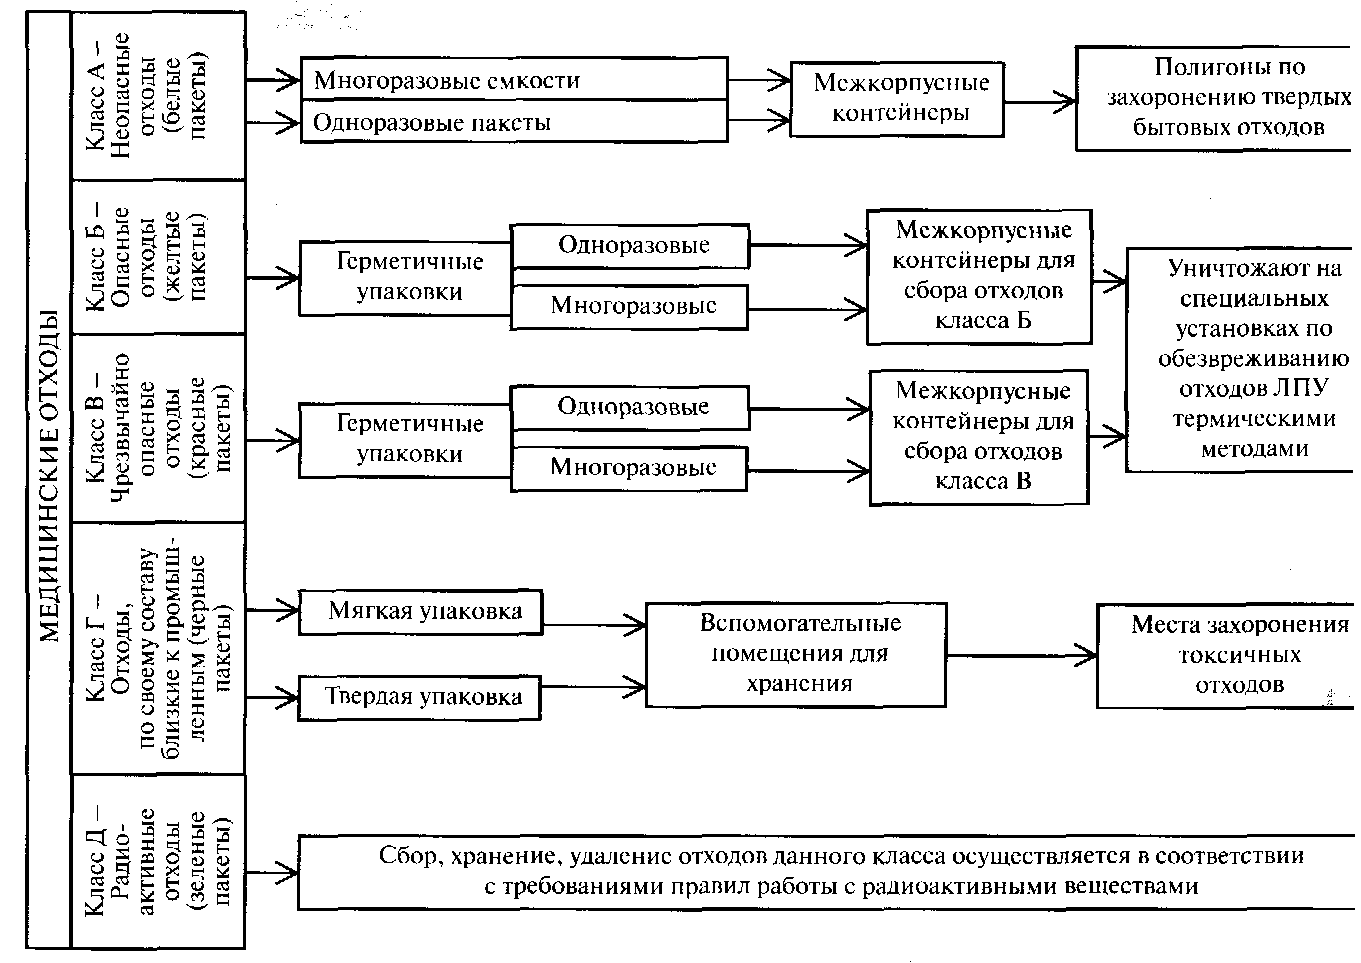 МЕДИЦИНСКИЕ ОТХОДЫ
Класс А –
Неопасные
отходы
(белые
пакеты)
Многоразовые емкости
Одноразовые пакеты
Межкорпусные
контейнеры
Полигоны по
захоронению твердых
бытовых отходов
Класс Б –
Опасные
отходы
(желтые
пакеты)
Герметичные
упаковки
Одноразовые
Многоразовые
Межкорпусные
контейнеры для
сбора отходов
класса Б
Уничтожают на
специальных
установках по
обезвреживанию
отходов ЛПУ
термическими
методами
Класс В –
Чрезвычайно
опасные
отходы
(красные
пакеты)
Герметичные
упаковки
Одноразовые
Многоразовые
Межкорпусные
контейнеры для
сбора отходов
класса В
Класс Г –
Отходы,
по своему составу
близкие к промыш-
ленным (черные
пакеты)
Мягкая упаковка
Твердая упаковка
Вспомогательные
помещения для
хранения
Места захоронения
токсичных
отходов
Класс Д –
Радио-
активные
отходы
(зеленые
пакеты)
Сбор, хранение, удаление отходов данного класса осуществляется в соответствии
с требованиями правил работы с радиоактивными веществами